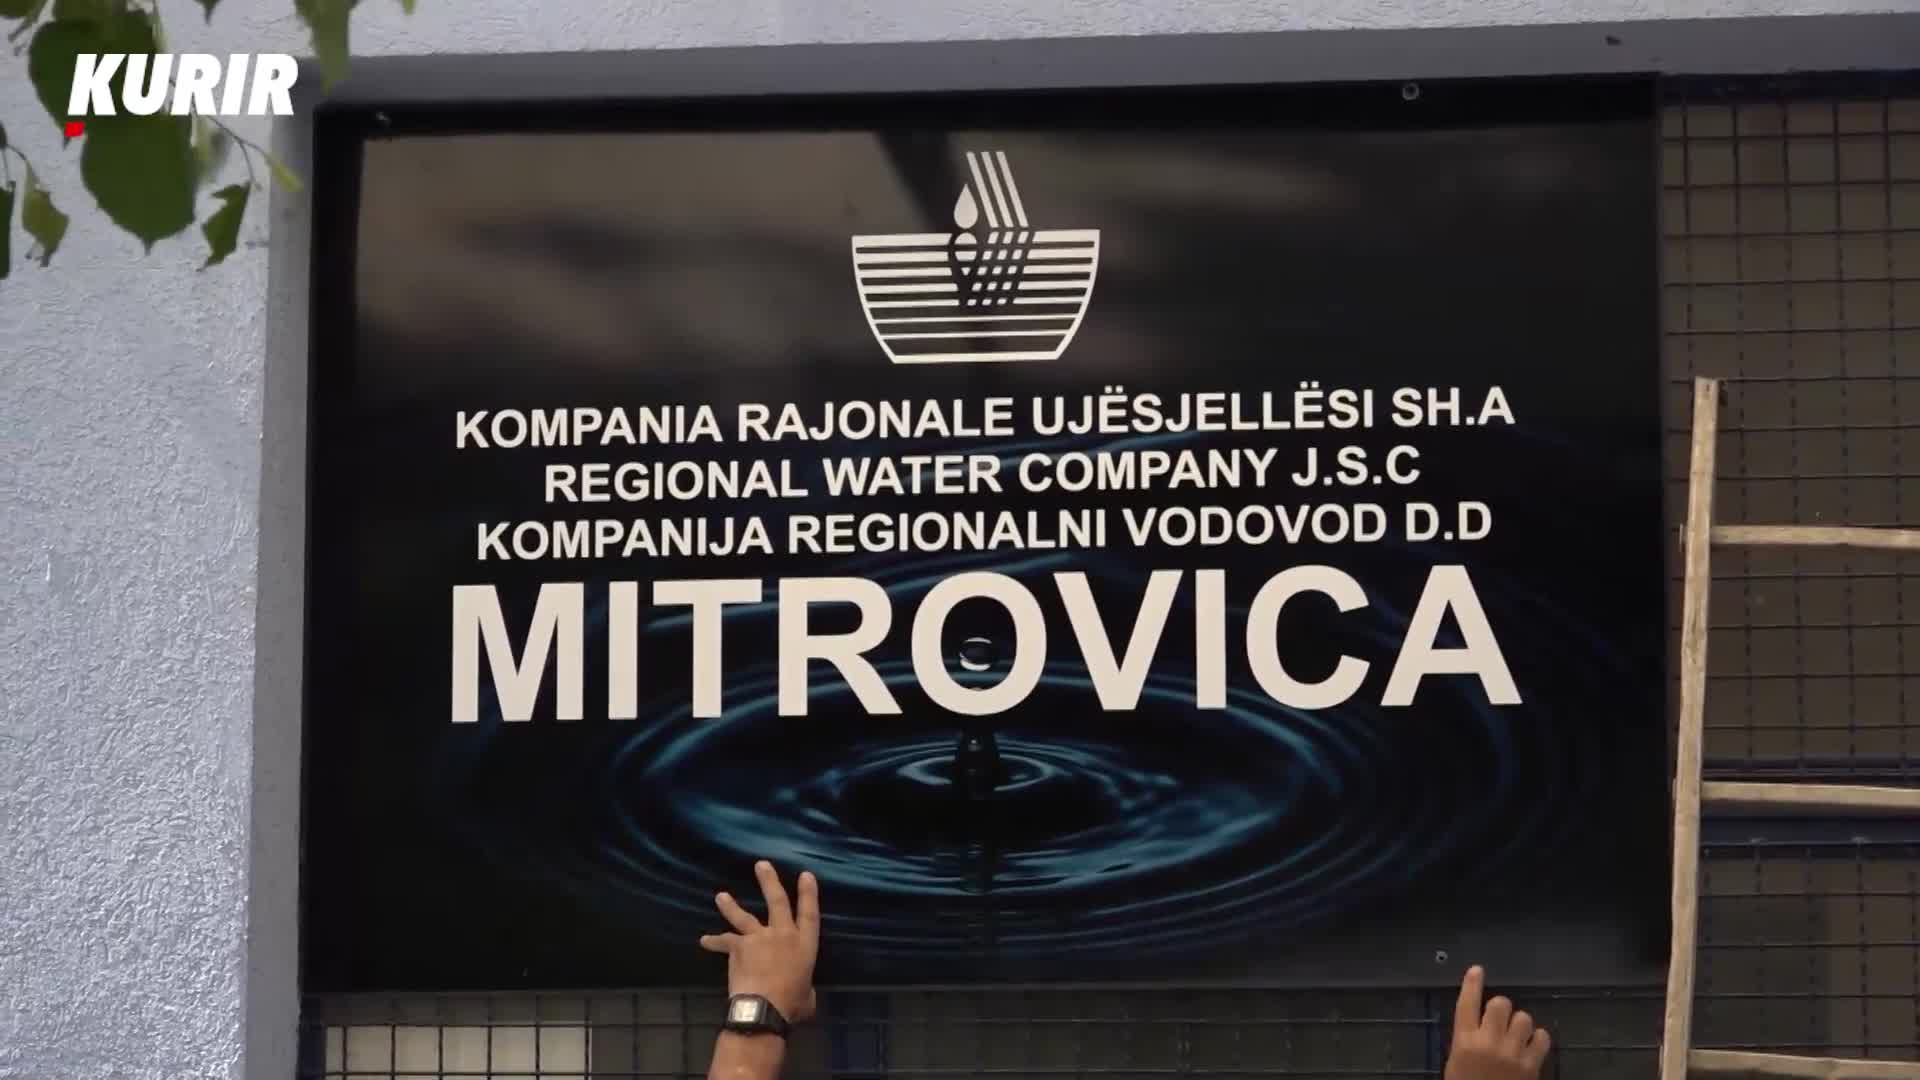 KURIR
KOMPANIA RAJONALE UJËSJELLËSI SH.A
REGIONAL WATER COMPANY J.S.C
KOMPANIJA REGIONALNI VODOVOD D.D
MITROVICA